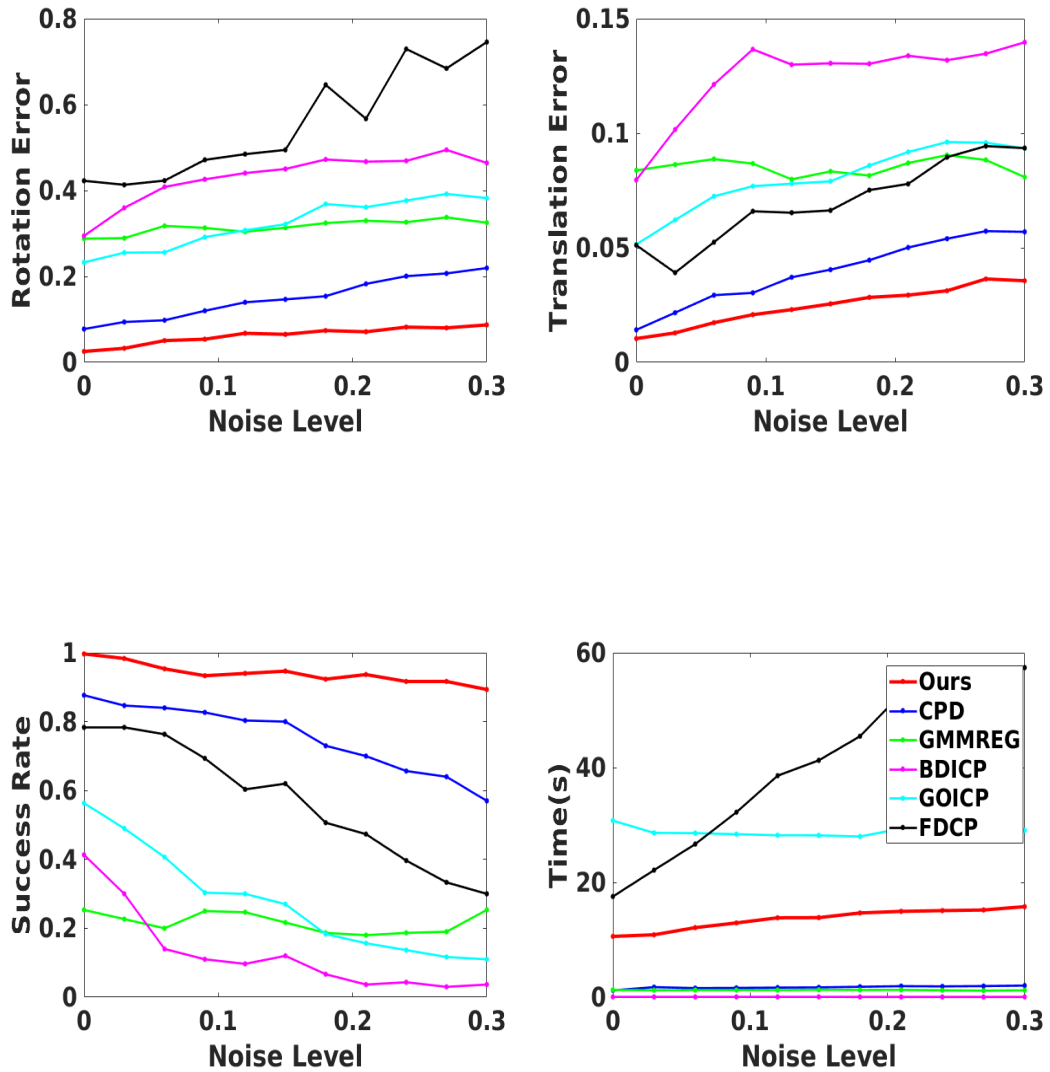 Rotation Error
0.8
0.6
0.4
0.2
0
0 0.1 0.2 0.3
Noise Level
Translation Error
0.15
0.1
0.05
0
0 0.1 0.2 0.3
Noise Level
Success Rate
1
0.8
0.6
0.4
0.2
0
0 0.1 0.2 0.3
Noise Level
Time(s)
60
40
20
0
0 0.1 0.2 0.3
Noise Level
Ours
CPD
GMMREG
BDICP
GOICP
FDCP